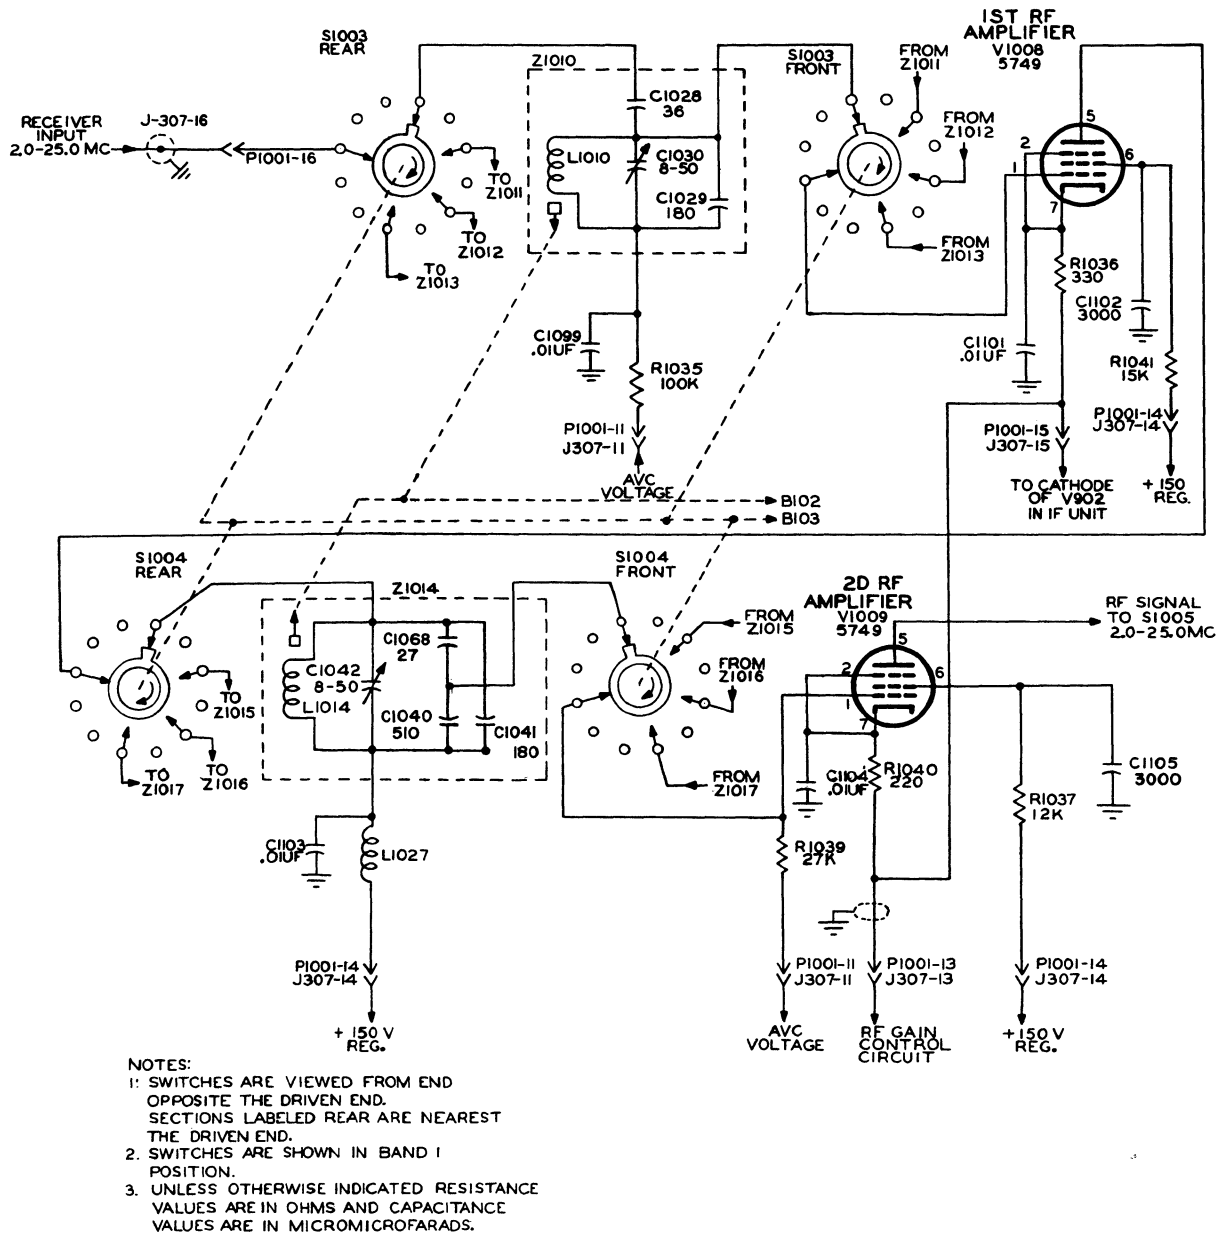 1ST RF
AMPLIFIER
V1008
5749
S1003
REAR
Z1010
S1003
FRONT
FROM
Z1011
C1028
36
5
J-307-16
RECEIVER
INPUT
2.0-25.0 MC
P1001-16
FROM
Z1012
2
1
6
7
L1010
C1030
8-50
C1029
180
TO
Z1011
TO
Z1012
TO
Z1013
FROM
Z1013
R1036
330
C1102
3000
C1099
.01UF
C1101
.01UF
R1041
15K
R1035
100K
P1001-11
J307-11
P1001-15
J307-15
P1001-14
J307-14
AVC
VOLTAGE
TO CATHODE
OF V902
IN IF UNIT
+150
REG.
B102
B103
S1004
REAR
Z1014
S1004
FRONT
2D RF
AMPLIFIER
V1009
5749
5
RF SIGNAL
TO S1005
2.0-25.0MC
FROM
Z1015
FROM
Z1016
C1068
27
C1042
8-50
L1014
C1040
510
C1041
180
2
1
6
7
TO
Z1015
TO
Z1016
TO
Z1017
FROM
Z1017
C1104
.01UF
R1040
220
C1105
3000
R1037
12K
C1103
.01UF
L1027
R1039
27K
P1001-14
J307-14
P1001-11
J307-11
P1001-13
J307-13
P1001-14
J307-14
+150 V
REG.
AVC
VOLTAGE
RF GAIN
CONTROL
CIRCUIT
+150V
REG.
NOTES:
1: SWITCHES ARE VIEWED FROM END
OPPOSITE THE DRIVEN END.
SECTIONS LABELED REAR ARE NEAREST
THE DRIVEN END.
2. SWITCHES ARE SHOWN IN BAND 1
POSITION.
3. UNLESS OTHERWISE INDICATED RESISTANCE
VALUES ARE IN OHMS AND CAPACITANCE
VALUES ARE IN MICROMICROFARADS.